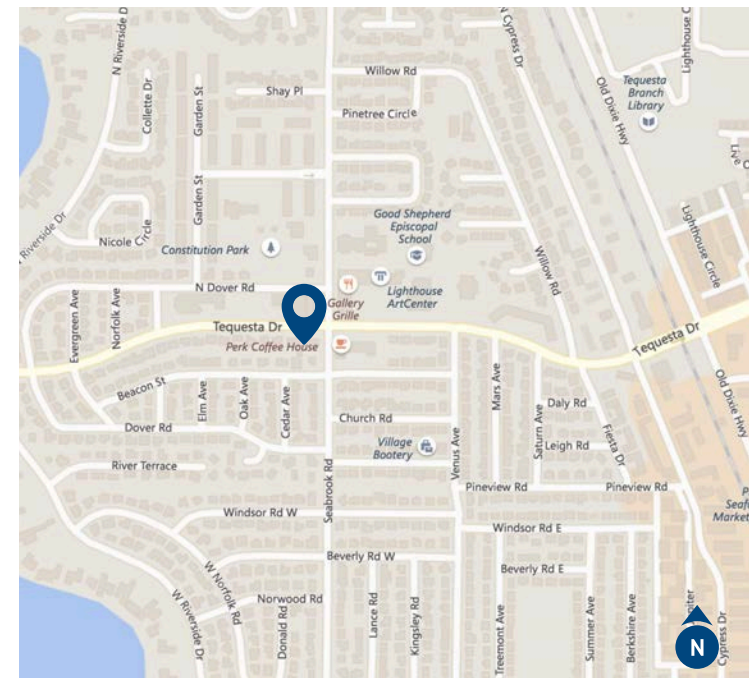 N Riverside D
N Cypress Dr
Lighthouse C
Willow Rd
Collette Dr
Garden St
Shay Pl
Old Dixie Hwy
Tequesta
Branch
Library
Pinetree Circle
Live
Good Shepherd
Episcopal
School
Garden St
Riverside Dr
Nicole Circle
Constitution Park
Lighthouse Circle
Willow Rd
N Dover Rd
Lighthouse
ArtCenter
Gallery
Grille
Evergreen Ave
Norfolk Ave
Tequesta Dr
Perk Coffee House
Tequesta Dr
Beacon St
Elm Ave
Oak Ave
Cedar Ave
Mars Ave
Old Dixie Hwy
Daly Rd
Dover Rd
Church Rd
Village
Bootery
Venus Ave
Saturn Ave
Leigh Rd
Fiesta Dr
River Terrace
Seabrook Rd
Pineview Rd
Pineview Rd
P
Seafo
Market
Windsor Rd W
Windsor Rd E
Beverly Rd W
Beverly Rd E
W Riverside Dr
W Norfolk Rd
Norwood Rd
Donald Rd
Lance Rd
Kingsley Rd
Treemont Ave
Summer Ave
Berkshire Ave
Cypress Dr
N